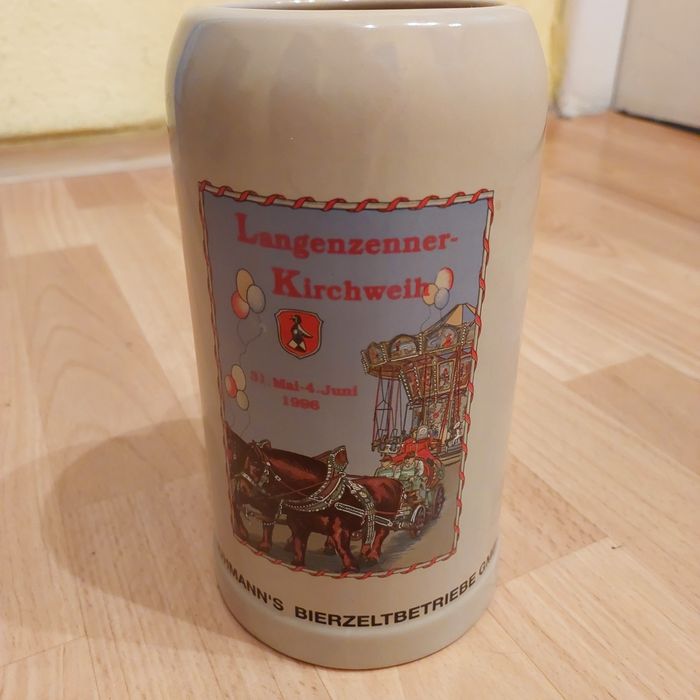 Langenzenner-
Kirchweih
31. Mai-4. Juni
1996
BIERZELTBETRIEBE